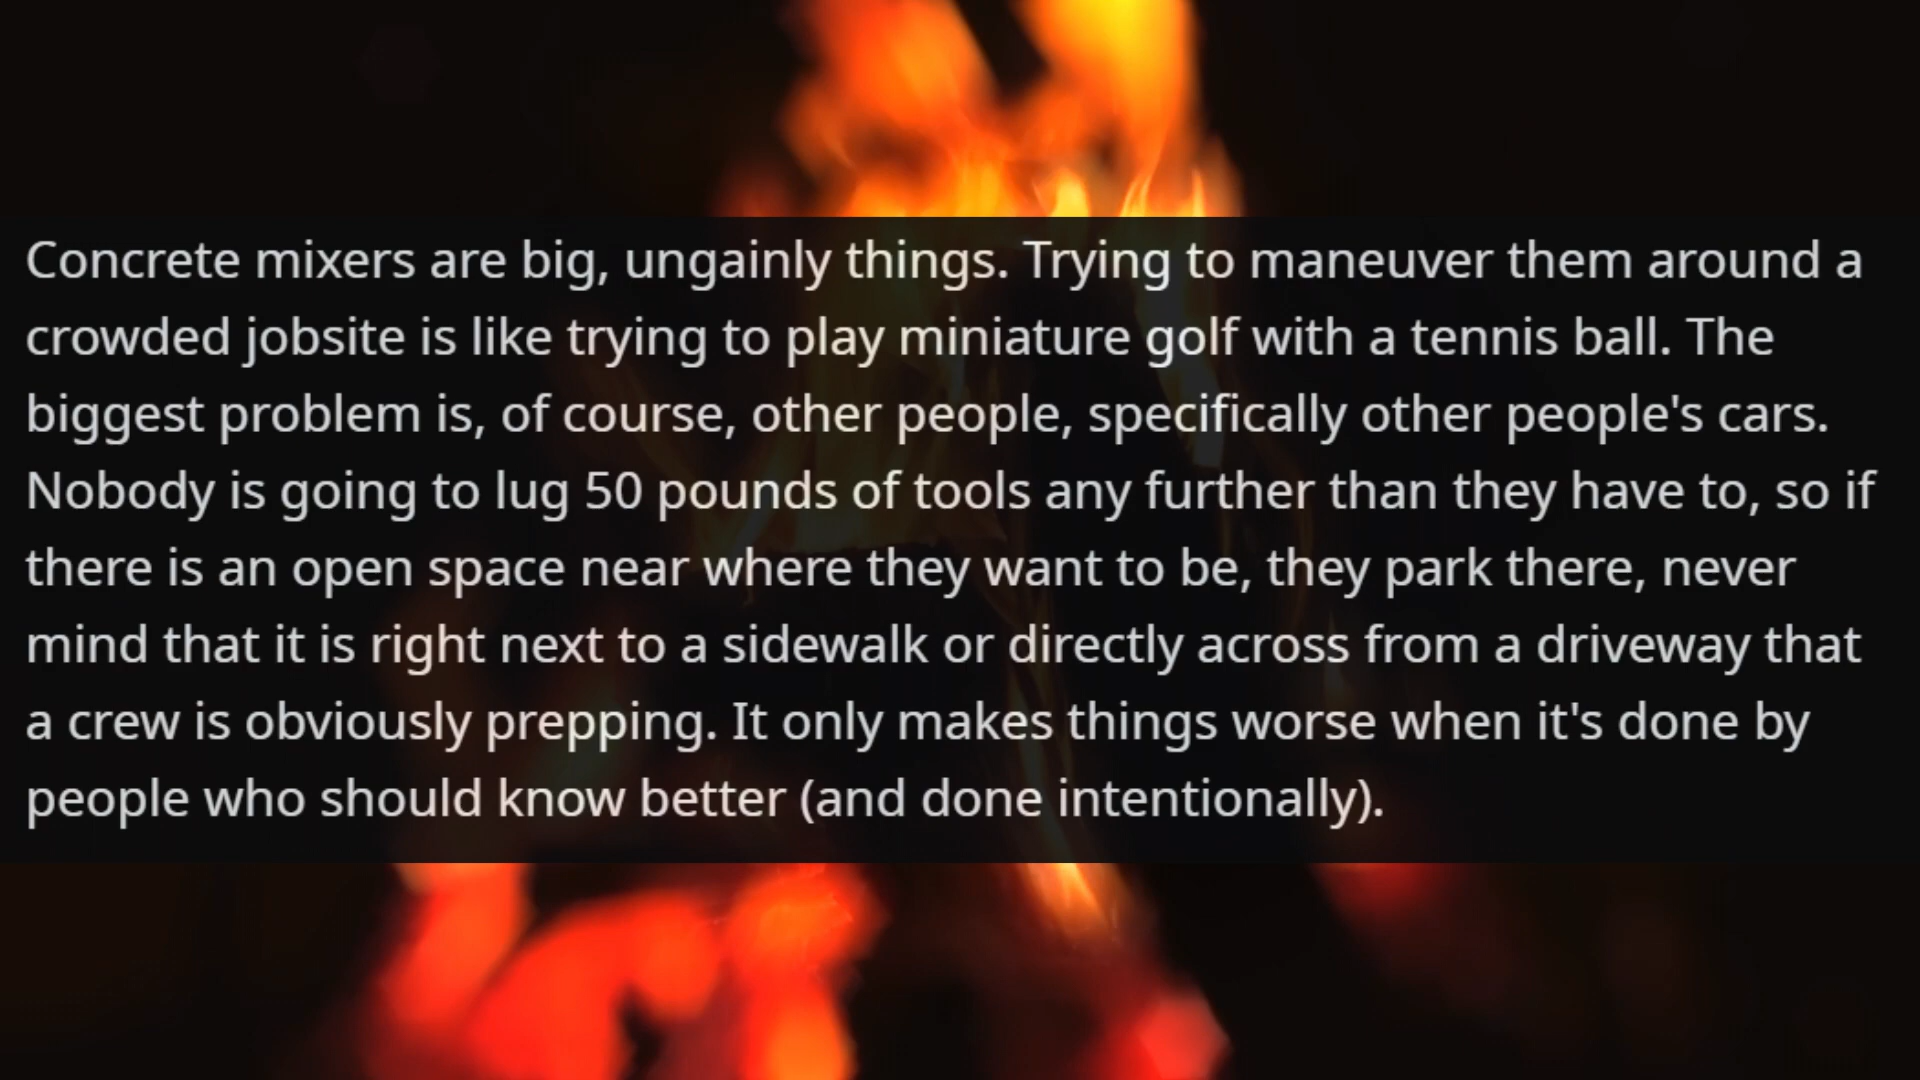 Concrete mixers are big, ungainly things. Trying to maneuver them around a
crowded jobsite is like trying to play miniature golf with a tennis ball. The
biggest problem is, of course, other people, specifically other people's cars.
Nobody is going to lug 50 pounds of tools any further than they have to, so if
there is an open space near where they want to be, they park there, never
mind that it is right next to a sidewalk or directly across from a driveway that
a crew is obviously prepping. It only makes things worse when it's done by
people who should know better (and done intentionally).